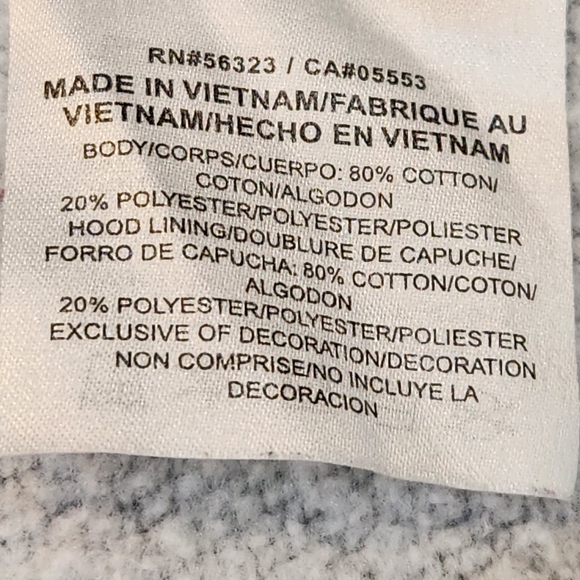 RN#56323 / CA#05553
MADE IN VIETNAM/FABRIQUE AU
VIETNAM/HECHO EN VIETNAM
BODY/CORPS/CUERPO: 80% COTTON/
COTON/ALGODON
20% POLYESTER/POLYESTER/POLIESTER
HOOD LINING/DOUBLURE DE CAPUCHE/
FORRO DE CAPUCHA: 80% COTTON/COTON/
ALGODON
20% POLYESTER/POLYESTER/POLIESTER
EXCLUSIVE OF DECORATION/DECORATION
NON COMPRISE/NO INCLUYE LA
DECORACION